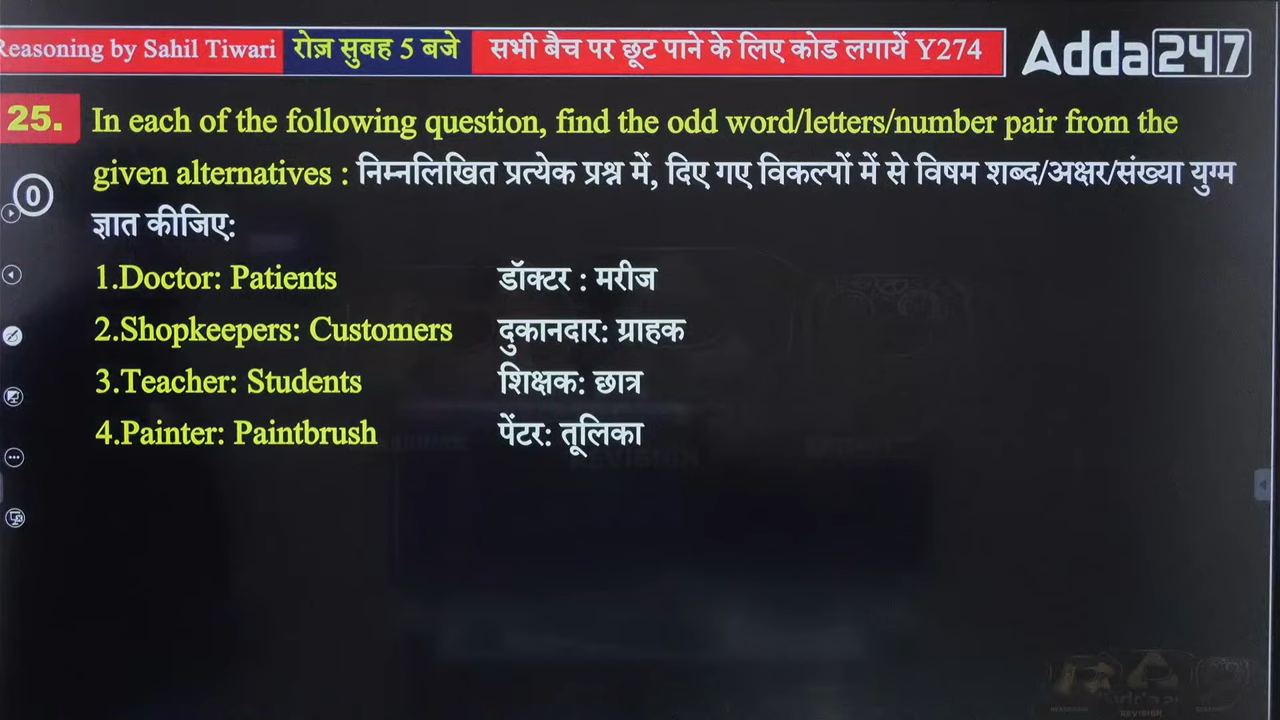 Reasoning by Sahil Tiwari रोज़ सुबह 5 बजे सभी बैच पर छूट पाने के लिए कोड लगायें Y274 Adda247
25. In each of the following question, find the odd word/letters/number pair from the
given alternatives : निम्नलिखित प्रत्येक प्रश्न में, दिए गए विकल्पों में से विषम शब्द/अक्षर/संख्या युग्म
0
ज्ञात कीजिए:
1.Doctor: Patients डॉक्टर : मरीज
2.Shopkeepers: Customers दुकानदार: ग्राहक
3.Teacher: Students शिक्षक: छात्र
4.Painter: Paintbrush पेंटर: तूलिका